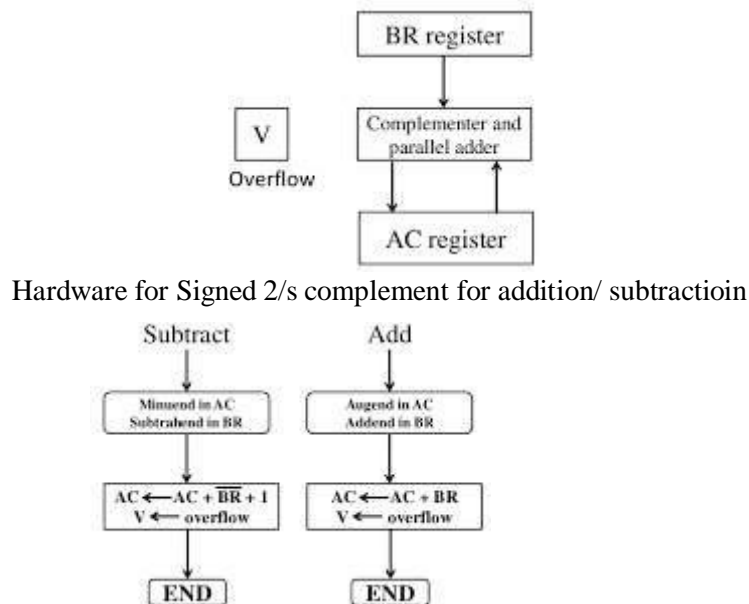 BR register
V
Overflow
Complementer and
parallel adder
AC register
Hardware for Signed 2/s complement for addition/ subtractioin
Subtract
Add
Minuend in AC
Subtrahend in BR
Augend in AC
Addend in BR
AC ⟵ AC + B̅R̅ + 1
V ⟵ overflow
AC ⟵ AC + BR
V ⟵ overflow
END
END